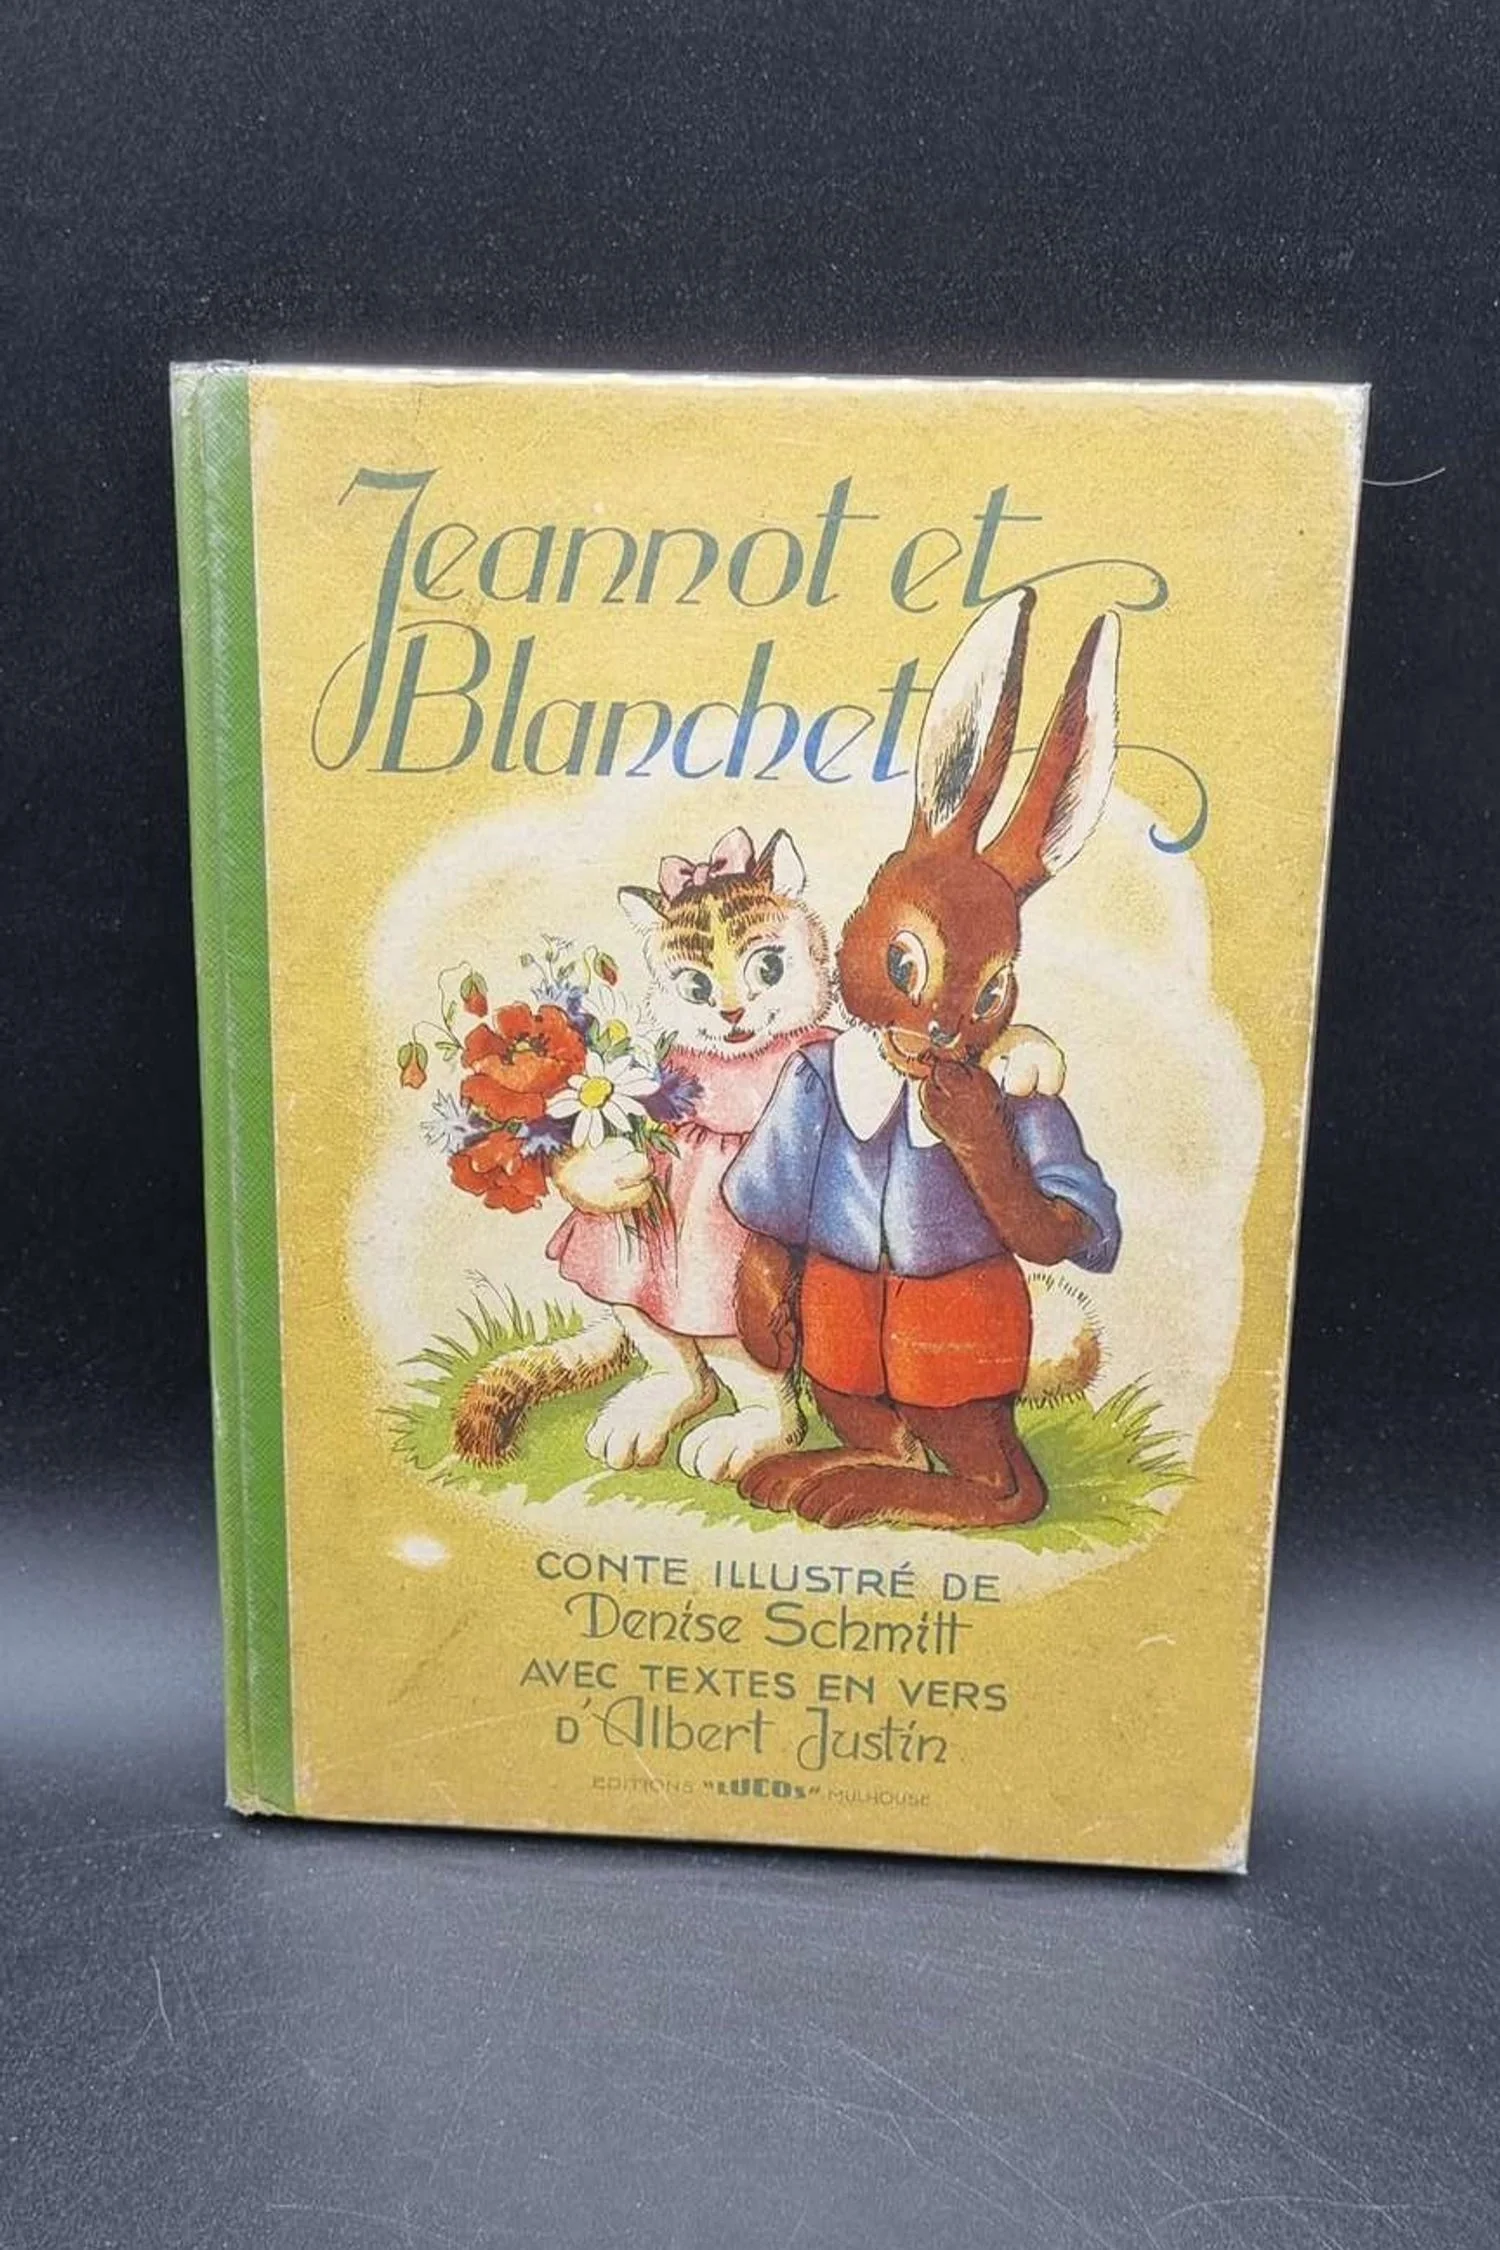 Jeannot et
Blanchet
CONTE ILLUSTRÉ DE
Denise Schmitt
AVEC TEXTES EN VERS
D'Albert Justin
EDITIONS "LUCOS" MULHOUSE